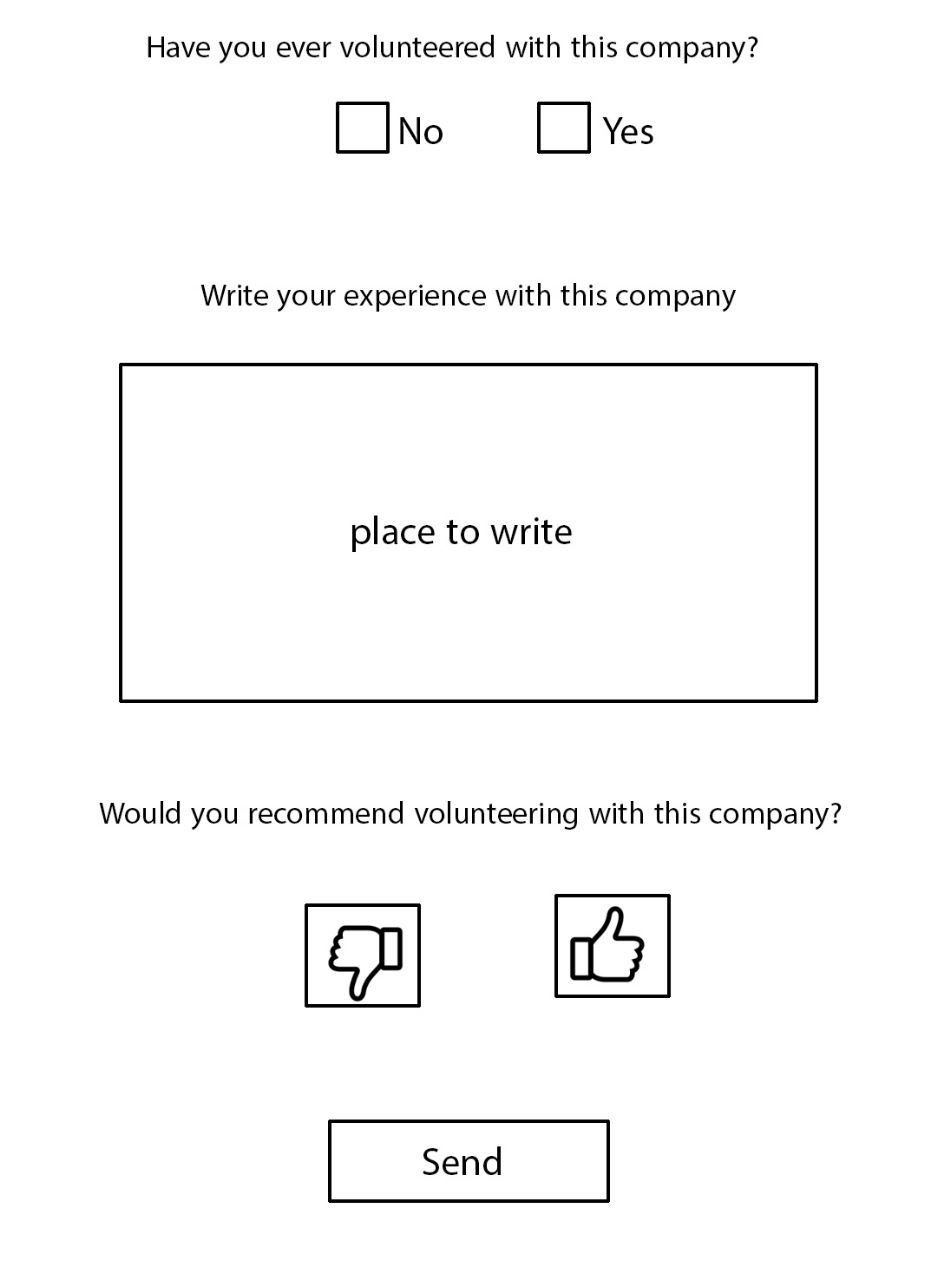 Have you ever volunteered with this company?
No Yes
Write your experience with this company
place to write
Would you recommend volunteering with this company?
Send